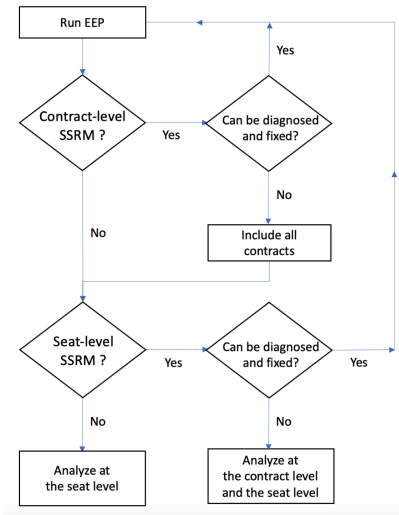 Run EEP
Yes
Contract-level
SSRM ?
Yes
Can be diagnosed
and fixed?
No
No
Include all
contracts
Seat-level
SSRM ?
Yes
Can be diagnosed
and fixed?
Yes
No
No
Analyze at
the seat level
Analyze at
the contract level
and the seat level